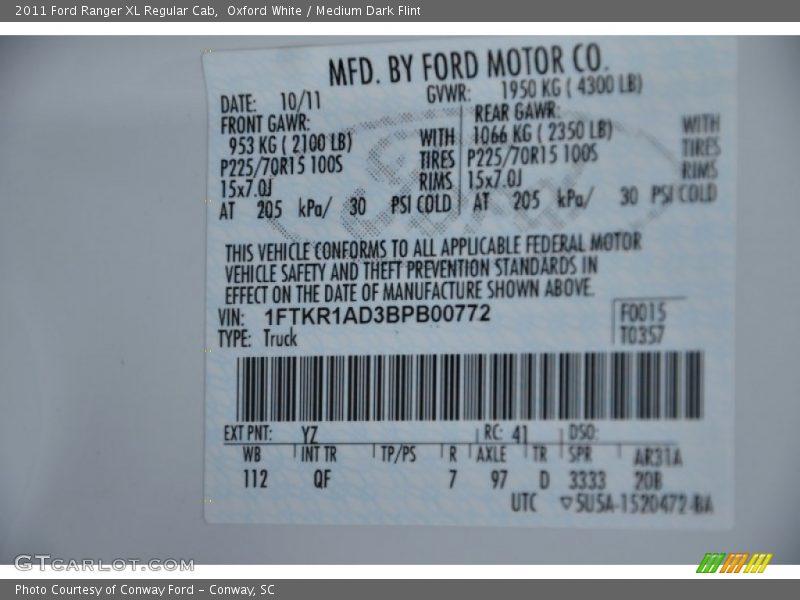 2011 Ford Ranger XL Regular Cab, Oxford White / Medium Dark Flint
MFD. BY FORD MOTOR CO.
DATE: 10/11 GVWR: 1950 KG ( 4300 LB)
FRONT GAWR: REAR GAWR:
953 KG ( 2100 LB) WITH 1066 KG ( 2350 LB) WITH
P225/70R15 100S TIRES P225/70R15 100S TIRES
15x7.0J RIMS 15x7.0J RIMS
AT 205 kPa/ 30 PSI COLD AT 205 kPa/ 30 PSI COLD
THIS VEHICLE CONFORMS TO ALL APPLICABLE FEDERAL MOTOR
VEHICLE SAFETY AND THEFT PREVENTION STANDARDS IN
EFFECT ON THE DATE OF MANUFACTURE SHOWN ABOVE.
VIN: 1FTKR1AD3BPB00772 F0015
TYPE: Truck T0357
EXT PNT: YZ RC: 41 DSO:
WB INT TR TP/PS R AXLE TR SPR AR31A
112 QF 7 97 D 3333 20B
UTC ▽5U5A-1520472-BA
GTCARLOT.COM
Photo Courtesy of Conway Ford – Conway, SC